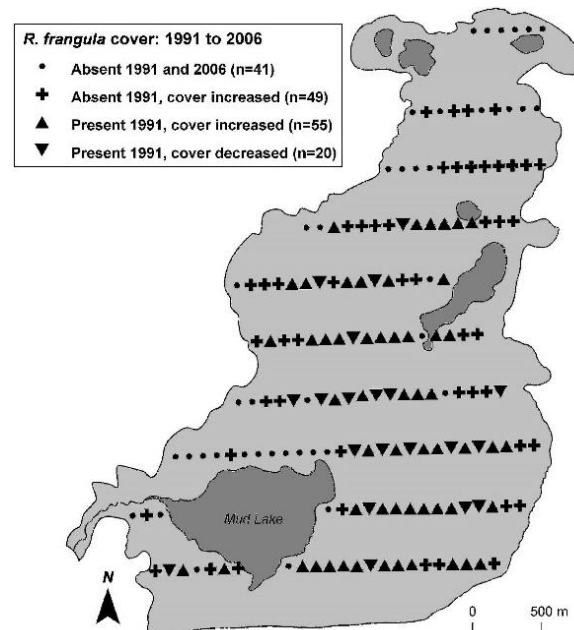 R. frangula cover: 1991 to 2006
Absent 1991 and 2006 (n=41)
Absent 1991, cover increased (n=49)
Present 1991, cover increased (n=55)
Present 1991, cover decreased (n=20)
Mud Lake
N
0 500 m